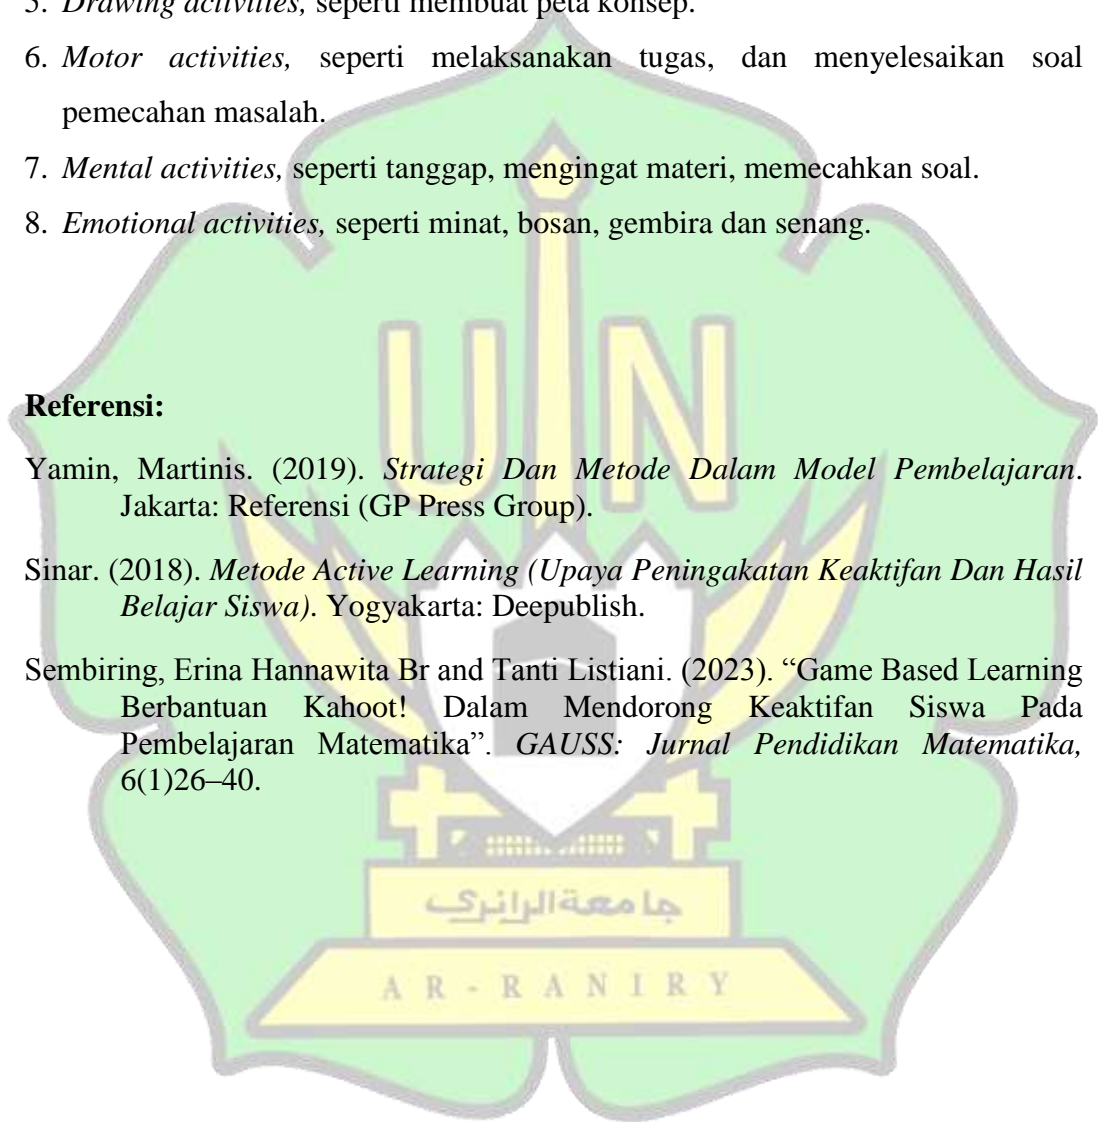 5. Drawing activities, seperti membuat peta konsep.
6. Motor activities, seperti melaksanakan tugas, dan menyelesaikan soal
pemecahan masalah.
7. Mental activities, seperti tanggap, mengingat materi, memecahkan soal.
8. Emotional activities, seperti minat, bosan, gembira dan senang.
UIN
Referensi:
Yamin, Martinis. (2019). Strategi Dan Metode Dalam Model Pembelajaran.
Jakarta: Referensi (GP Press Group).
Sinar. (2018). Metode Active Learning (Upaya Peningakatan Keaktifan Dan Hasil
Belajar Siswa). Yogyakarta: Deepublish.
Sembiring, Erina Hannawita Br and Tanti Listiani. (2023). “Game Based Learning
Berbantuan Kahoot! Dalam Mendorong Keaktifan Siswa Pada
Pembelajaran Matematika”. GAUSS: Jurnal Pendidikan Matematika,
6(1)26–40.
جامعة الرانري
AR-RANIRY